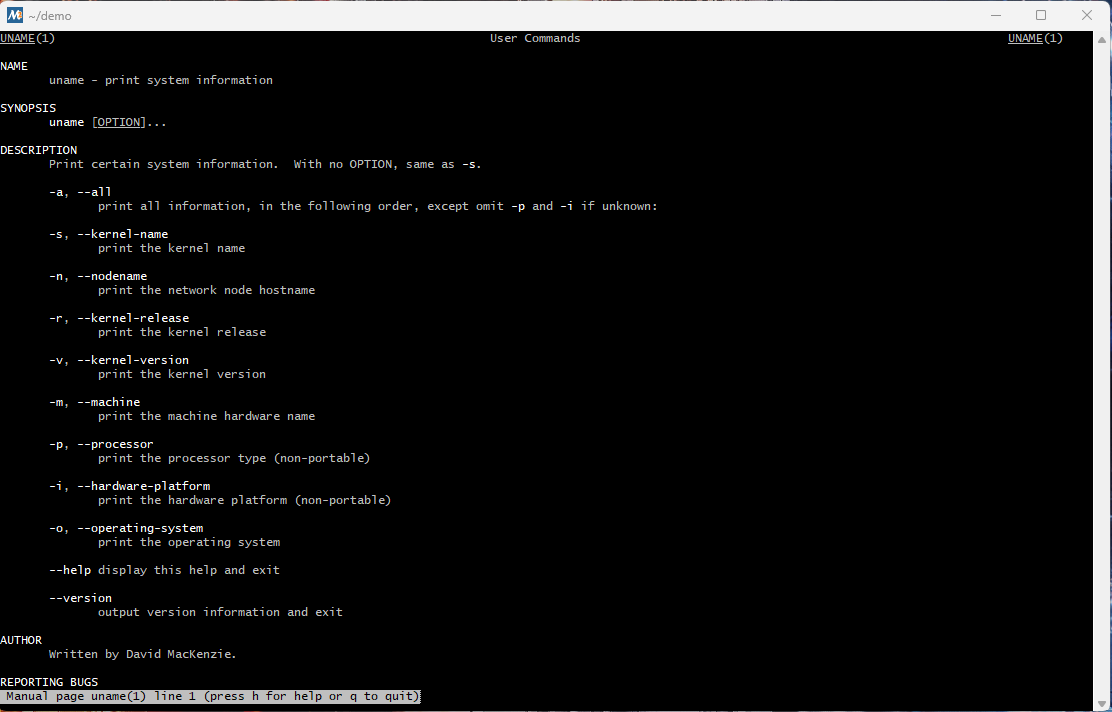 ~/demo
UNAME(1) User Commands UNAME(1)
NAME
uname - print system information
SYNOPSIS
uname [OPTION]...
DESCRIPTION
Print certain system information.  With no OPTION, same as -s.
-a, --all
print all information, in the following order, except omit -p and -i if unknown:
-s, --kernel-name
print the kernel name
-n, --nodename
print the network node hostname
-r, --kernel-release
print the kernel release
-v, --kernel-version
print the kernel version
-m, --machine
print the machine hardware name
-p, --processor
print the processor type (non-portable)
-i, --hardware-platform
print the hardware platform (non-portable)
-o, --operating-system
print the operating system
--help display this help and exit
--version
output version information and exit
AUTHOR
Written by David MacKenzie.
REPORTING BUGS
Manual page uname(1) line 1 (press h for help or q to quit)